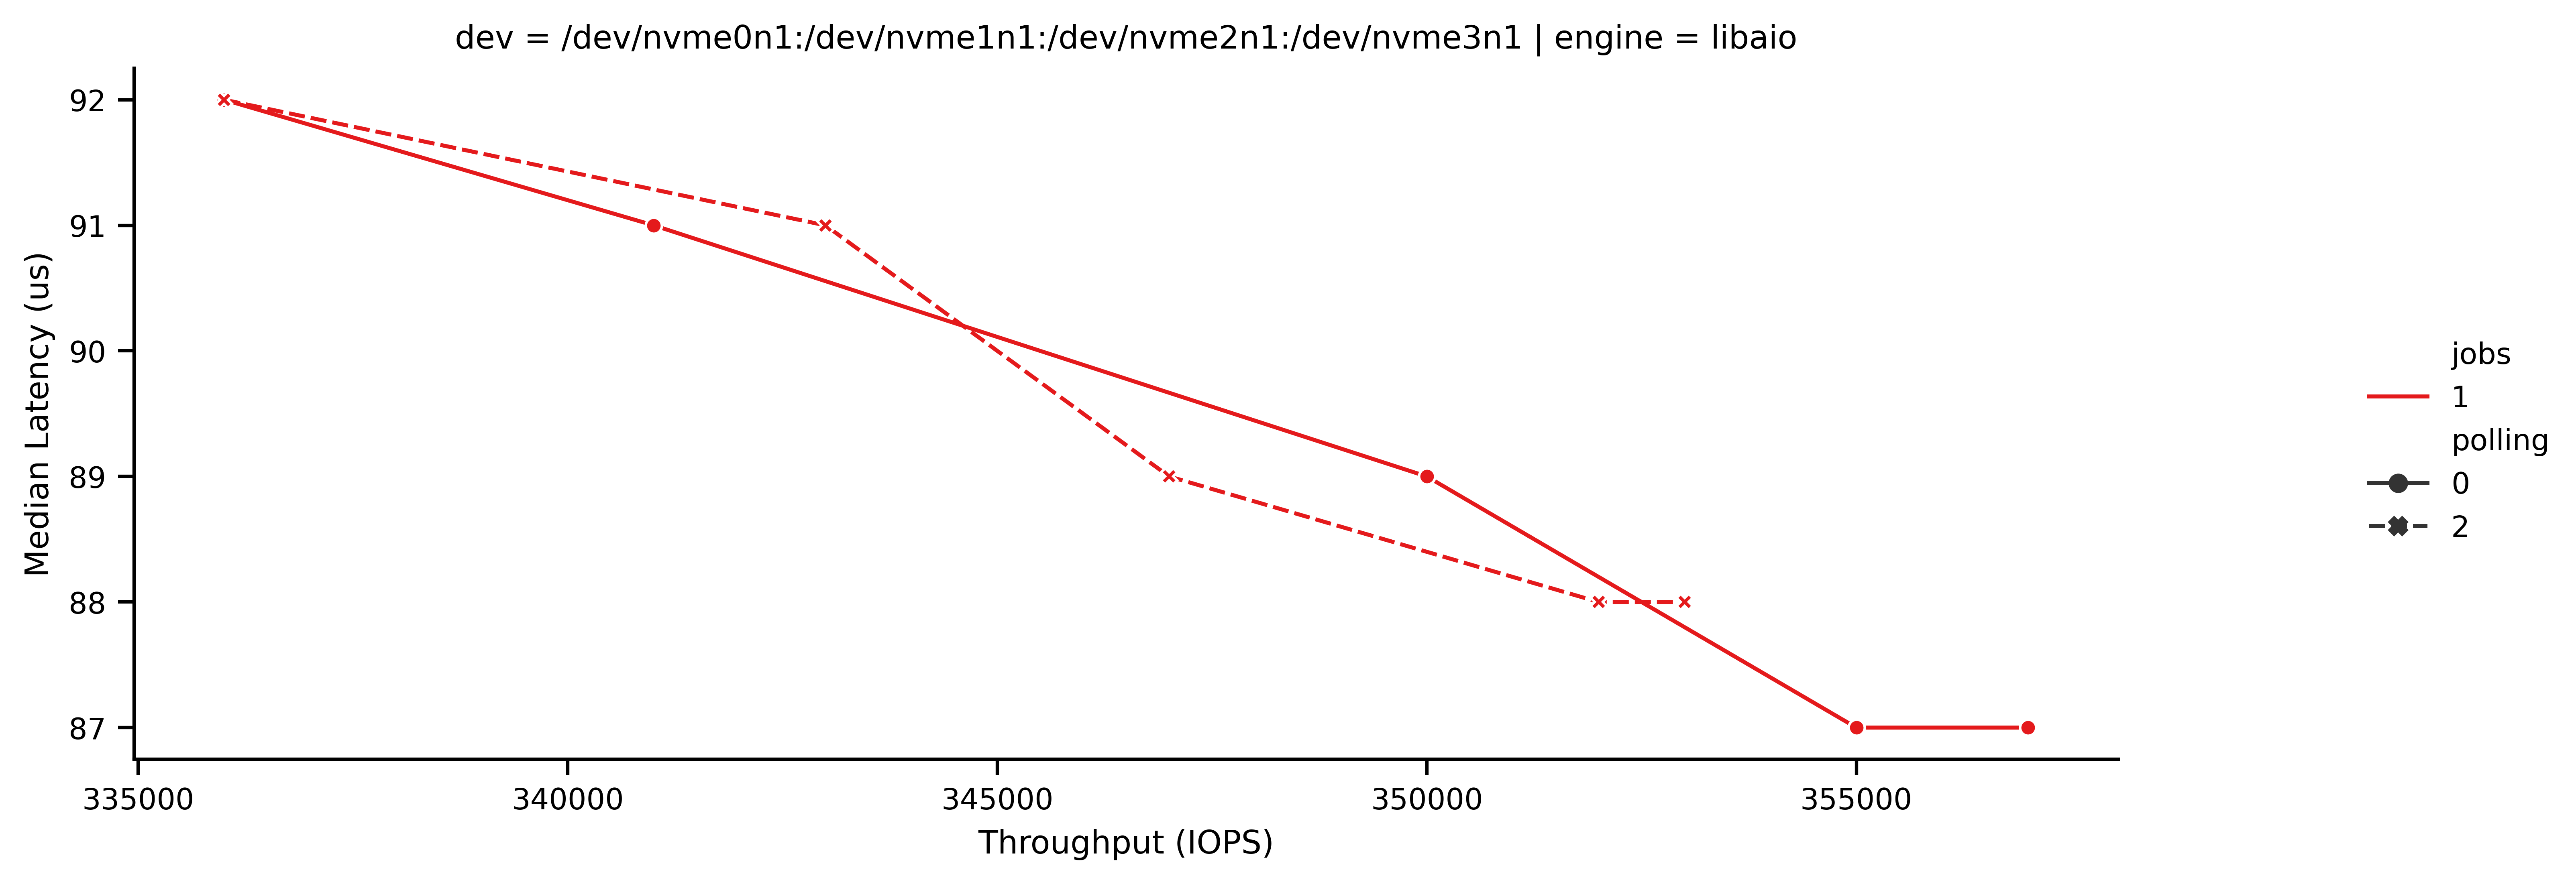 dev = /dev/nvme0n1:/dev/nvme1n1:/dev/nvme2n1:/dev/nvme3n1 | engine = libaio
Median Latency (us)
92
91
90
89
88
87
335000 340000 345000 350000 355000
Throughput (IOPS)
jobs
1
polling
0
2